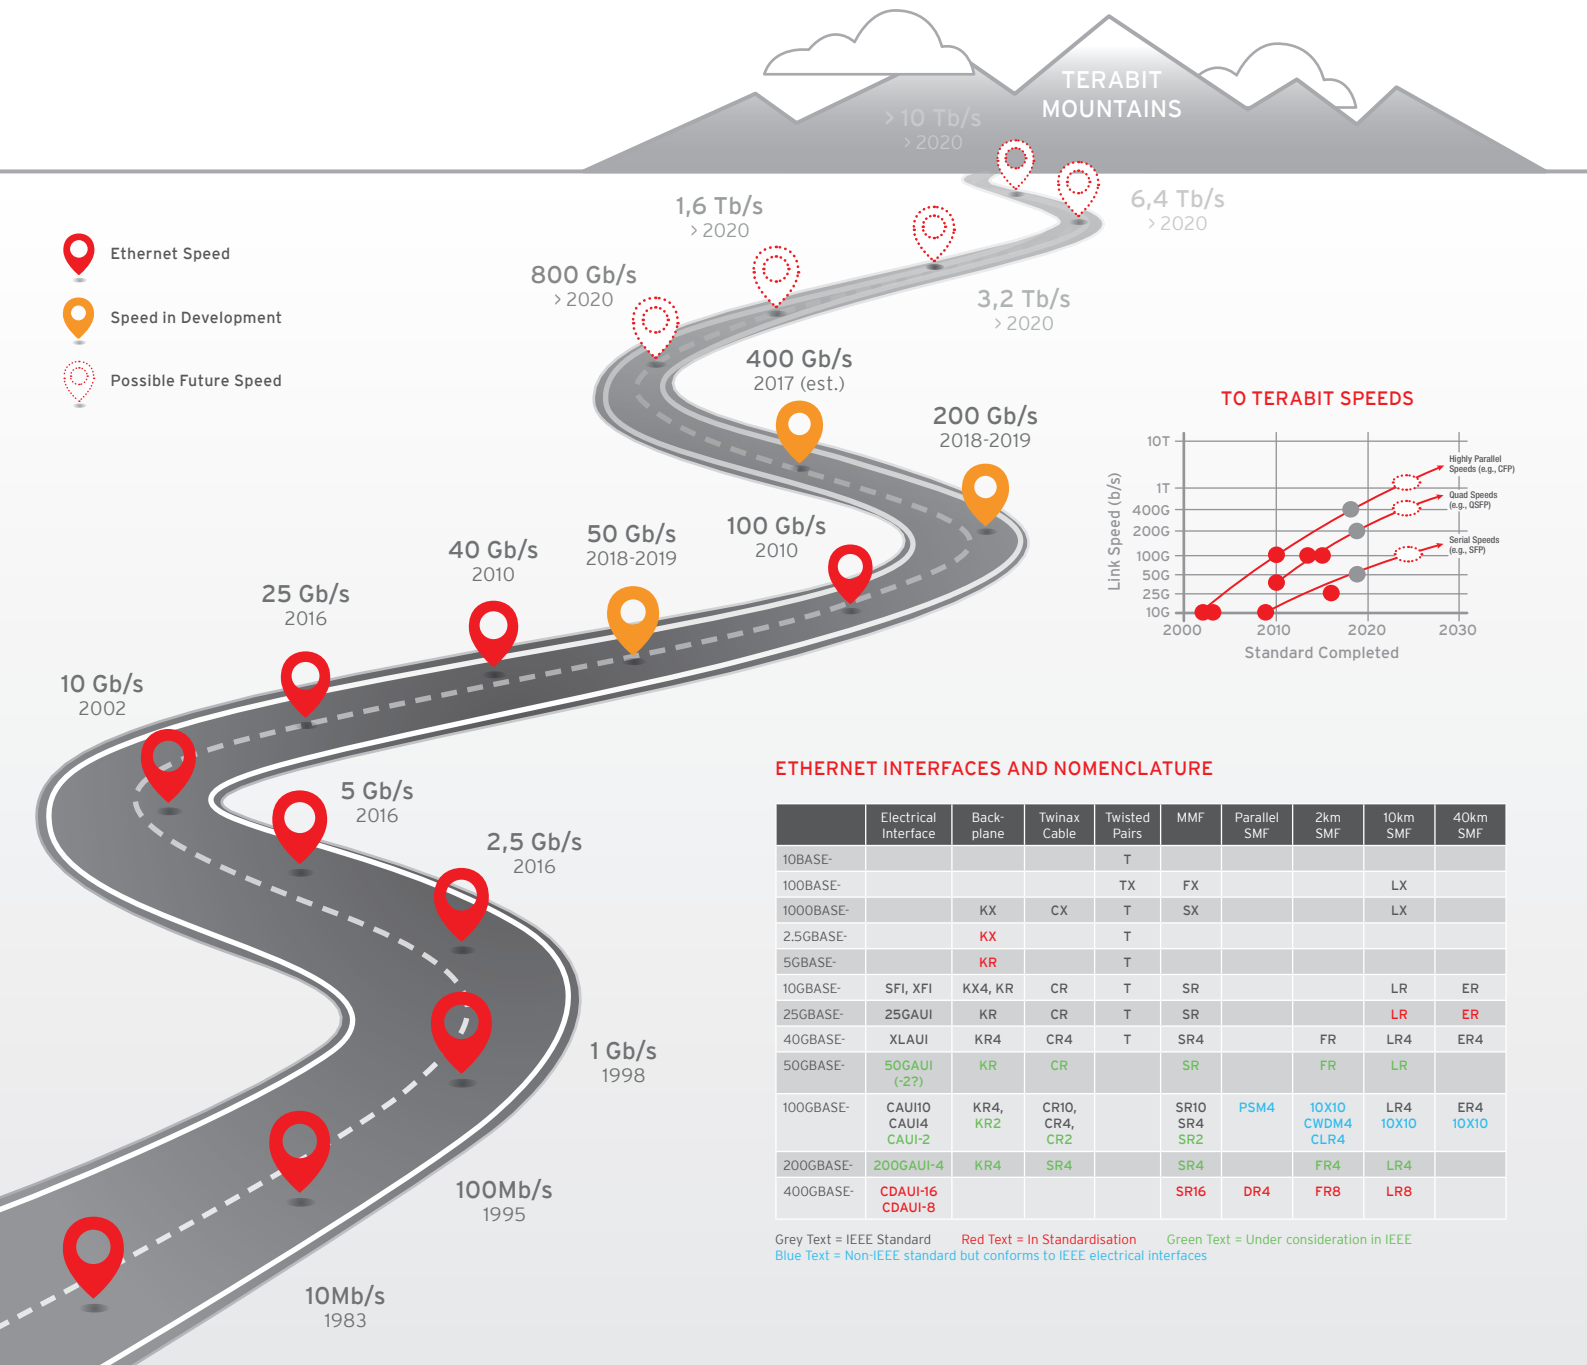 TERABIT
MOUNTAINS
> 10 Tb/s
> 2020
6,4 Tb/s
> 2020
1,6 Tb/s
> 2020
800 Gb/s
> 2020
3,2 Tb/s
> 2020
Ethernet Speed
Speed in Development
Possible Future Speed
400 Gb/s
2017 (est.)
200 Gb/s
2018-2019
100 Gb/s
2010
50 Gb/s
2018-2019
40 Gb/s
2010
25 Gb/s
2016
10 Gb/s
2002
5 Gb/s
2016
2,5 Gb/s
2016
1 Gb/s
1998
100Mb/s
1995
10Mb/s
1983
TO TERABIT SPEEDS
Link Speed (b/s)
10T
1T
400G
200G
100G
50G
25G
10G
2000 2010 2020 2030
Standard Completed
Highly Parallel
Speeds (e.g., CFP)
Quad Speeds
(e.g., QSFP)
Serial Speeds
(e.g., SFP)
ETHERNET INTERFACES AND NOMENCLATURE
Electrical Back- Twinax Twisted MMF Parallel 2km 10km 40km
Interface plane Cable Pairs SMF SMF SMF SMF
10BASE- T
100BASE- TX FX LX
1000BASE- KX CX T SX LX
2.5GBASE- KX T
5GBASE- KR T
10GBASE- SFI, XFI KX4, KR CR T SR LR ER
25GBASE- 25GAUI KR CR T SR LR ER
40GBASE- XLAUI KR4 CR4 T SR4 FR LR4 ER4
50GBASE- 50GAUI KR CR SR FR LR
(-2?)
100GBASE- CAUI10 KR4, CR10, SR10 PSM4 10X10 LR4 ER4
CAUI4 KR2 CR4, SR4 CWDM4 10X10 10X10
CAUI-2 CR2 SR2 CLR4
200GBASE- 200GAUI-4 KR4 SR4 SR4 FR4 LR4
400GBASE- CDAUI-16 SR16 DR4 FR8 LR8
CDAUI-8
Grey Text = IEEE Standard Red Text = In Standardisation Green Text = Under consideration in IEEE
Blue Text = Non-IEEE standard but conforms to IEEE electrical interfaces